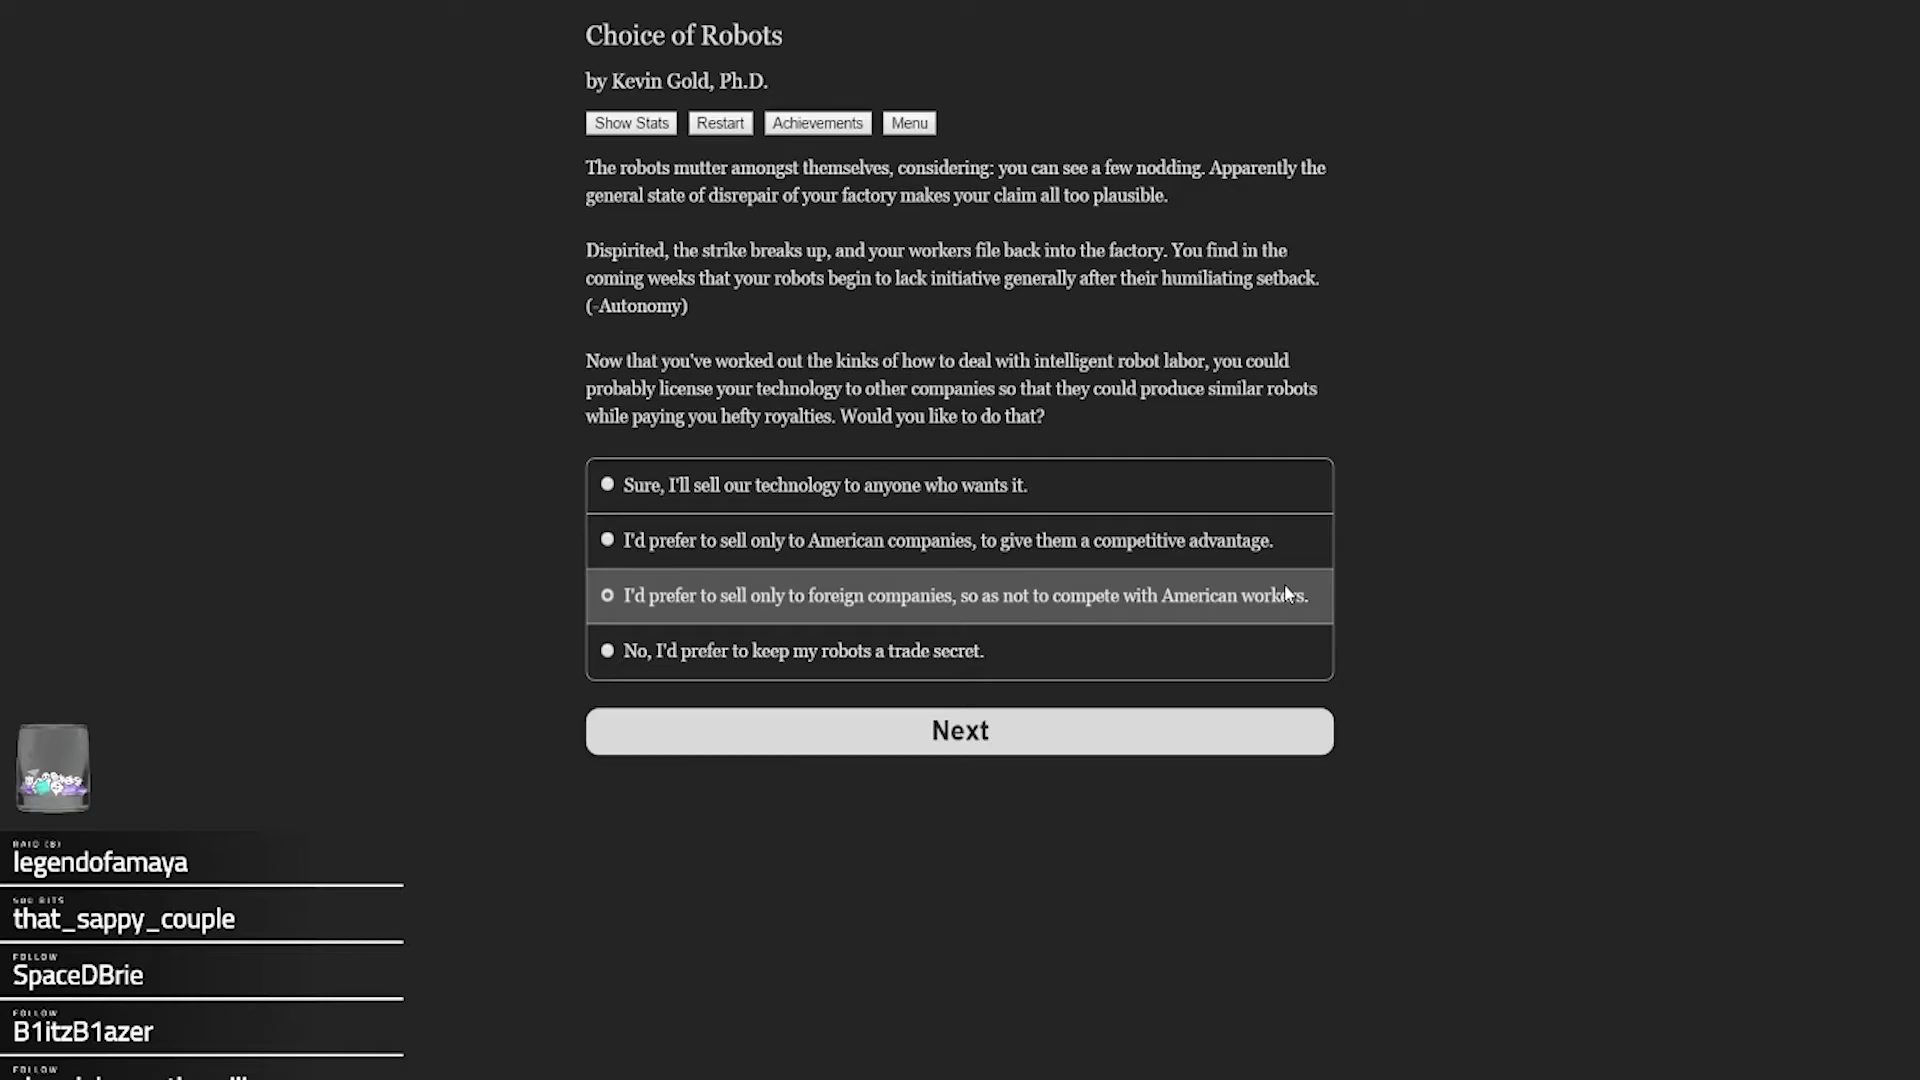 Choice of Robots
by Kevin Gold, Ph.D.
Show Stats Restart Achievements Menu
The robots mutter amongst themselves, considering: you can see a few nodding. Apparently the
general state of disrepair of your factory makes your claim all too plausible.
Dispirited, the strike breaks up, and your workers file back into the factory. You find in the
coming weeks that your robots begin to lack initiative generally after their humiliating setback.
(-Autonomy)
Now that you've worked out the kinks of how to deal with intelligent robot labor, you could
probably license your technology to other companies so that they could produce similar robots
while paying you hefty royalties. Would you like to do that?
Sure, I'll sell our technology to anyone who wants it.
I'd prefer to sell only to American companies, to give them a competitive advantage.
I'd prefer to sell only to foreign companies, so as not to compete with American workers.
No, I'd prefer to keep my robots a trade secret.
Next
RAID (8)
legendofamaya
500 BITS
that_sappy_couple
FOLLOW
SpaceDBrie
FOLLOW
B1itzB1azer
FOLLOW